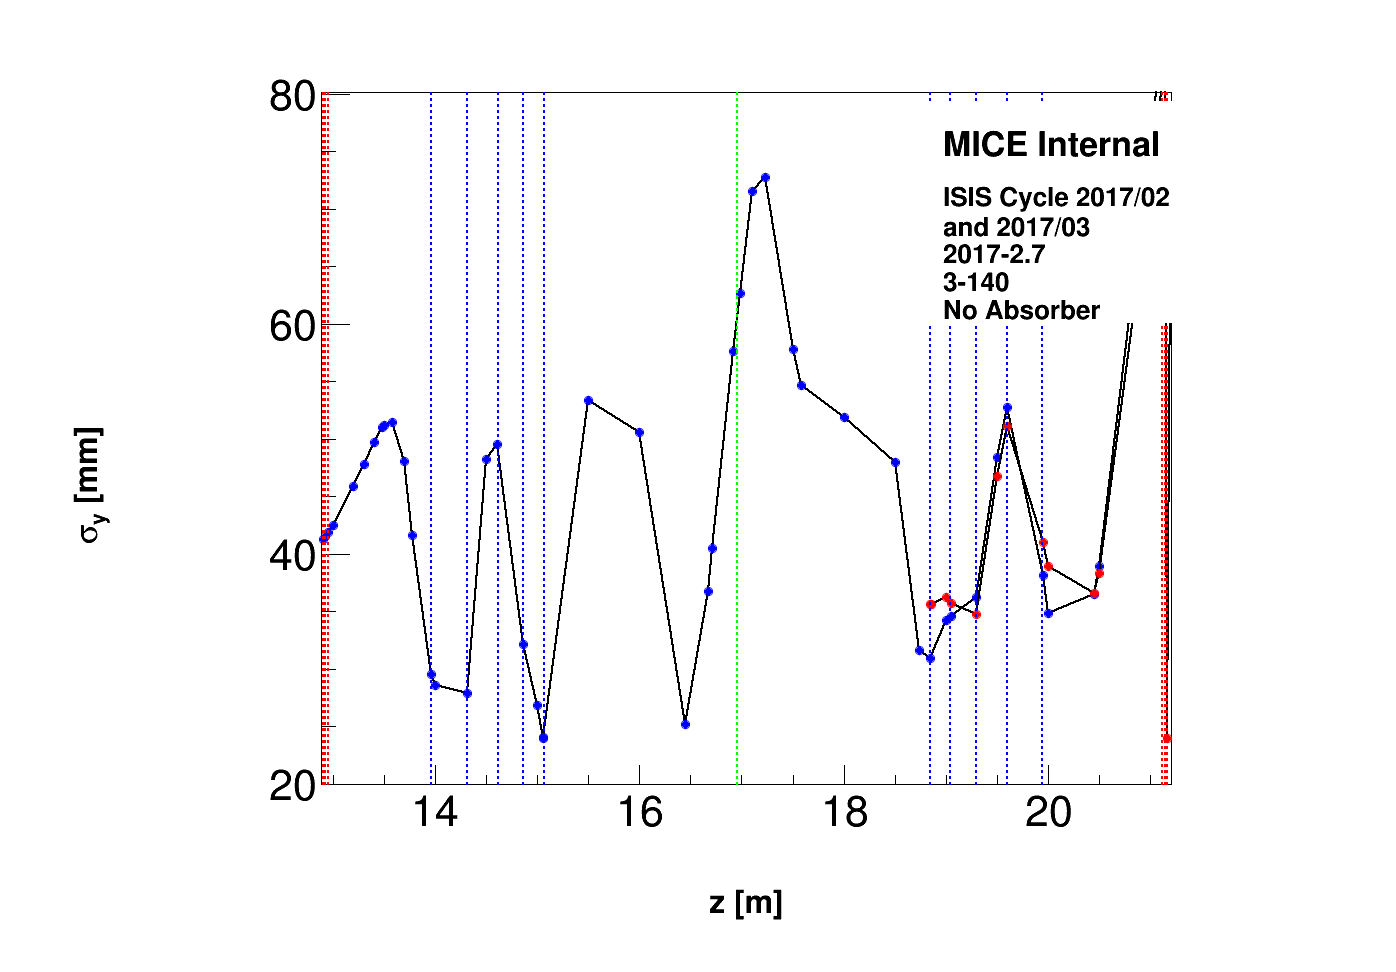 80
60
40
20
14
16
18
20
σy [mm]
z [m]
MICE Internal
ISIS Cycle 2017/02
and 2017/03
2017-2.7
3-140
No Absorber